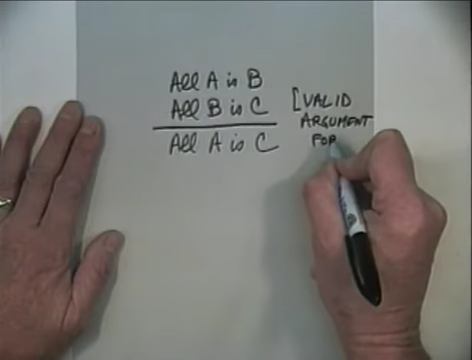 All A is B
All B is C
All A is C
[VALID
ARGUMENT
FOR